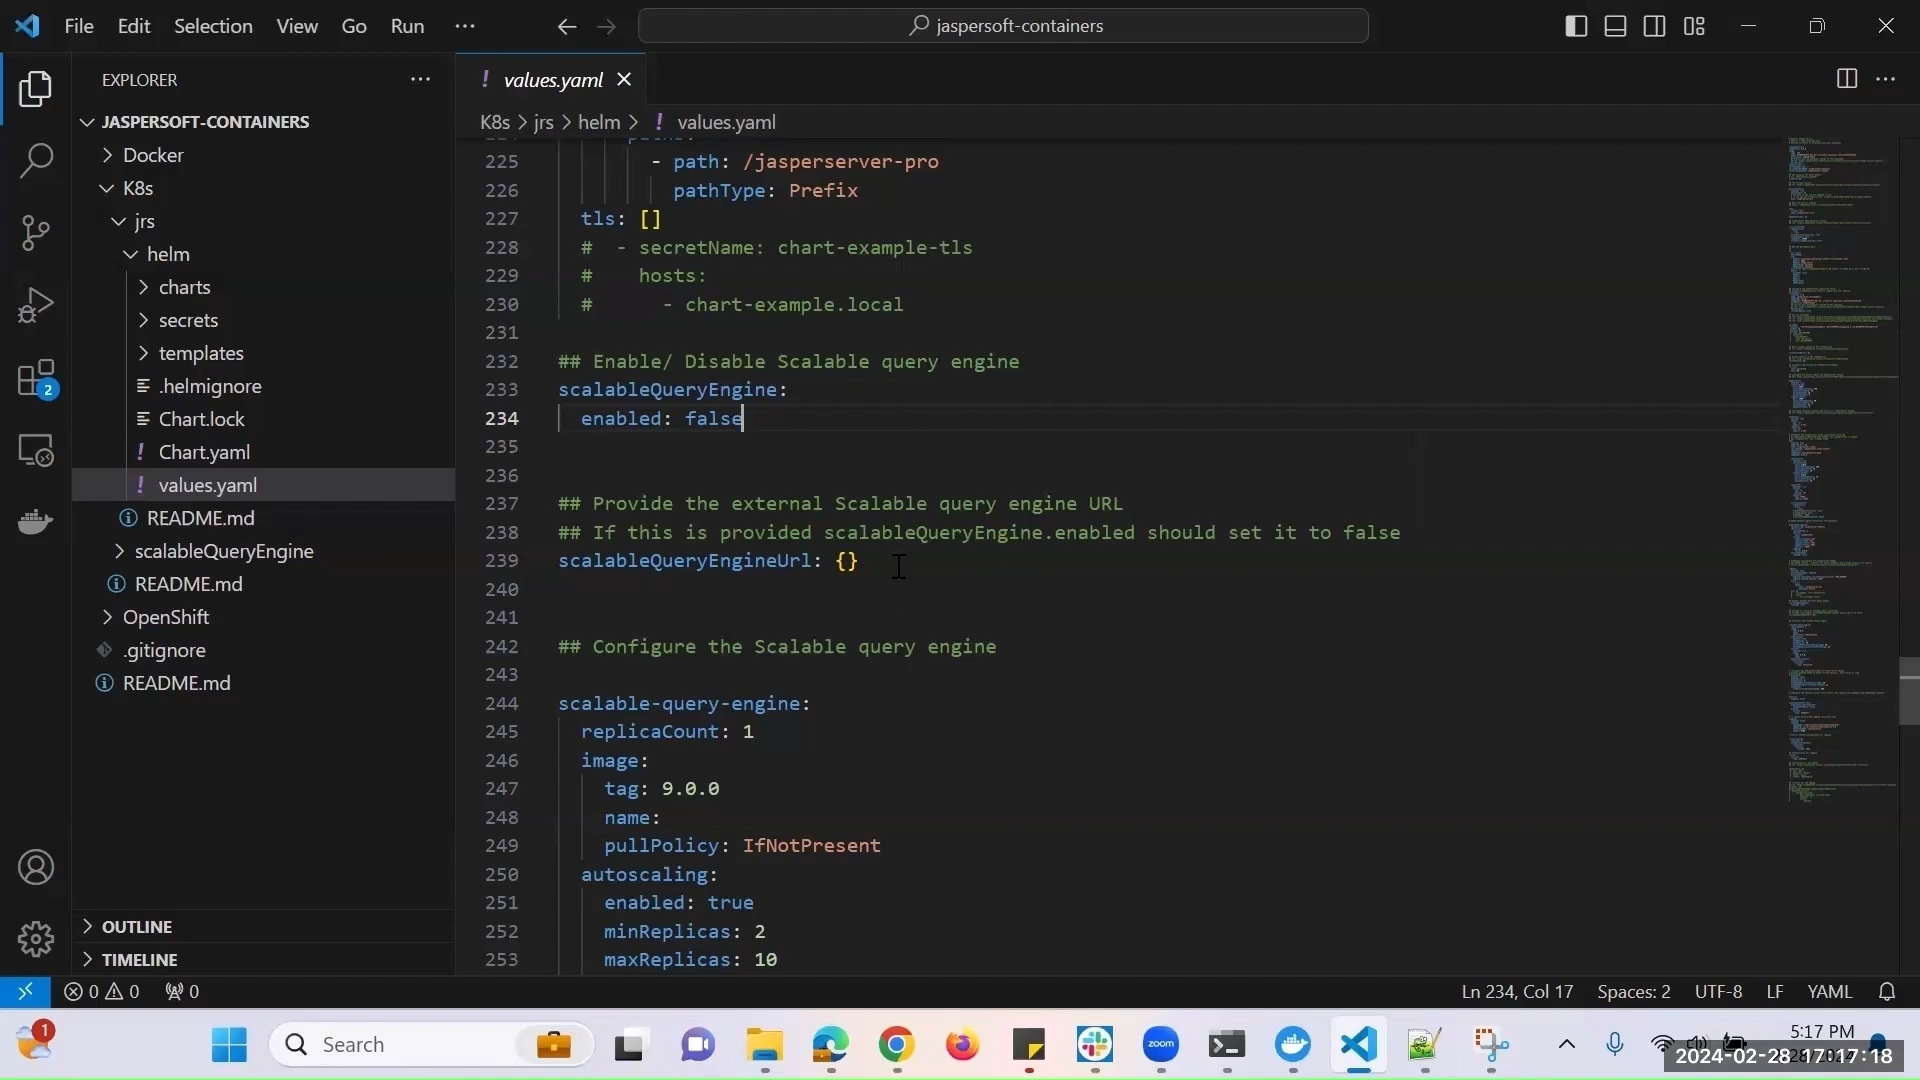 File Edit Selection View Go Run ···
jaspersoft-containers
EXPLORER
JASPERSOFT-CONTAINERS
Docker
K8s
jrs
helm
charts
secrets
templates
.helmignore
Chart.lock
! Chart.yaml
! values.yaml
README.md
scalableQueryEngine
README.md
OpenShift
.gitignore
README.md
OUTLINE
TIMELINE
2
! values.yaml
K8s > jrs > helm > ! values.yaml
225 - path: /jasperserver-pro
226 pathType: Prefix
227 tls: []
228 # - secretName: chart-example-tls
229 # hosts:
230 # - chart-example.local
231
232 ## Enable/ Disable Scalable query engine
233 scalableQueryEngine:
234 enabled: false
235
236
237 ## Provide the external Scalable query engine URL
238 ## If this is provided scalableQueryEngine.enabled should set it to false
239 scalableQueryEngineUrl: {}
240
241
242 ## Configure the Scalable query engine
243
244 scalable-query-engine:
245 replicaCount: 1
246 image:
247 tag: 9.0.0
248 name:
249 pullPolicy: IfNotPresent
250 autoscaling:
251 enabled: true
252 minReplicas: 2
253 maxReplicas: 10
0 0 0
Ln 234, Col 17 Spaces: 2 UTF-8 LF YAML
1
Search
zoom
5:17 PM
2024-02-28 17:17:18